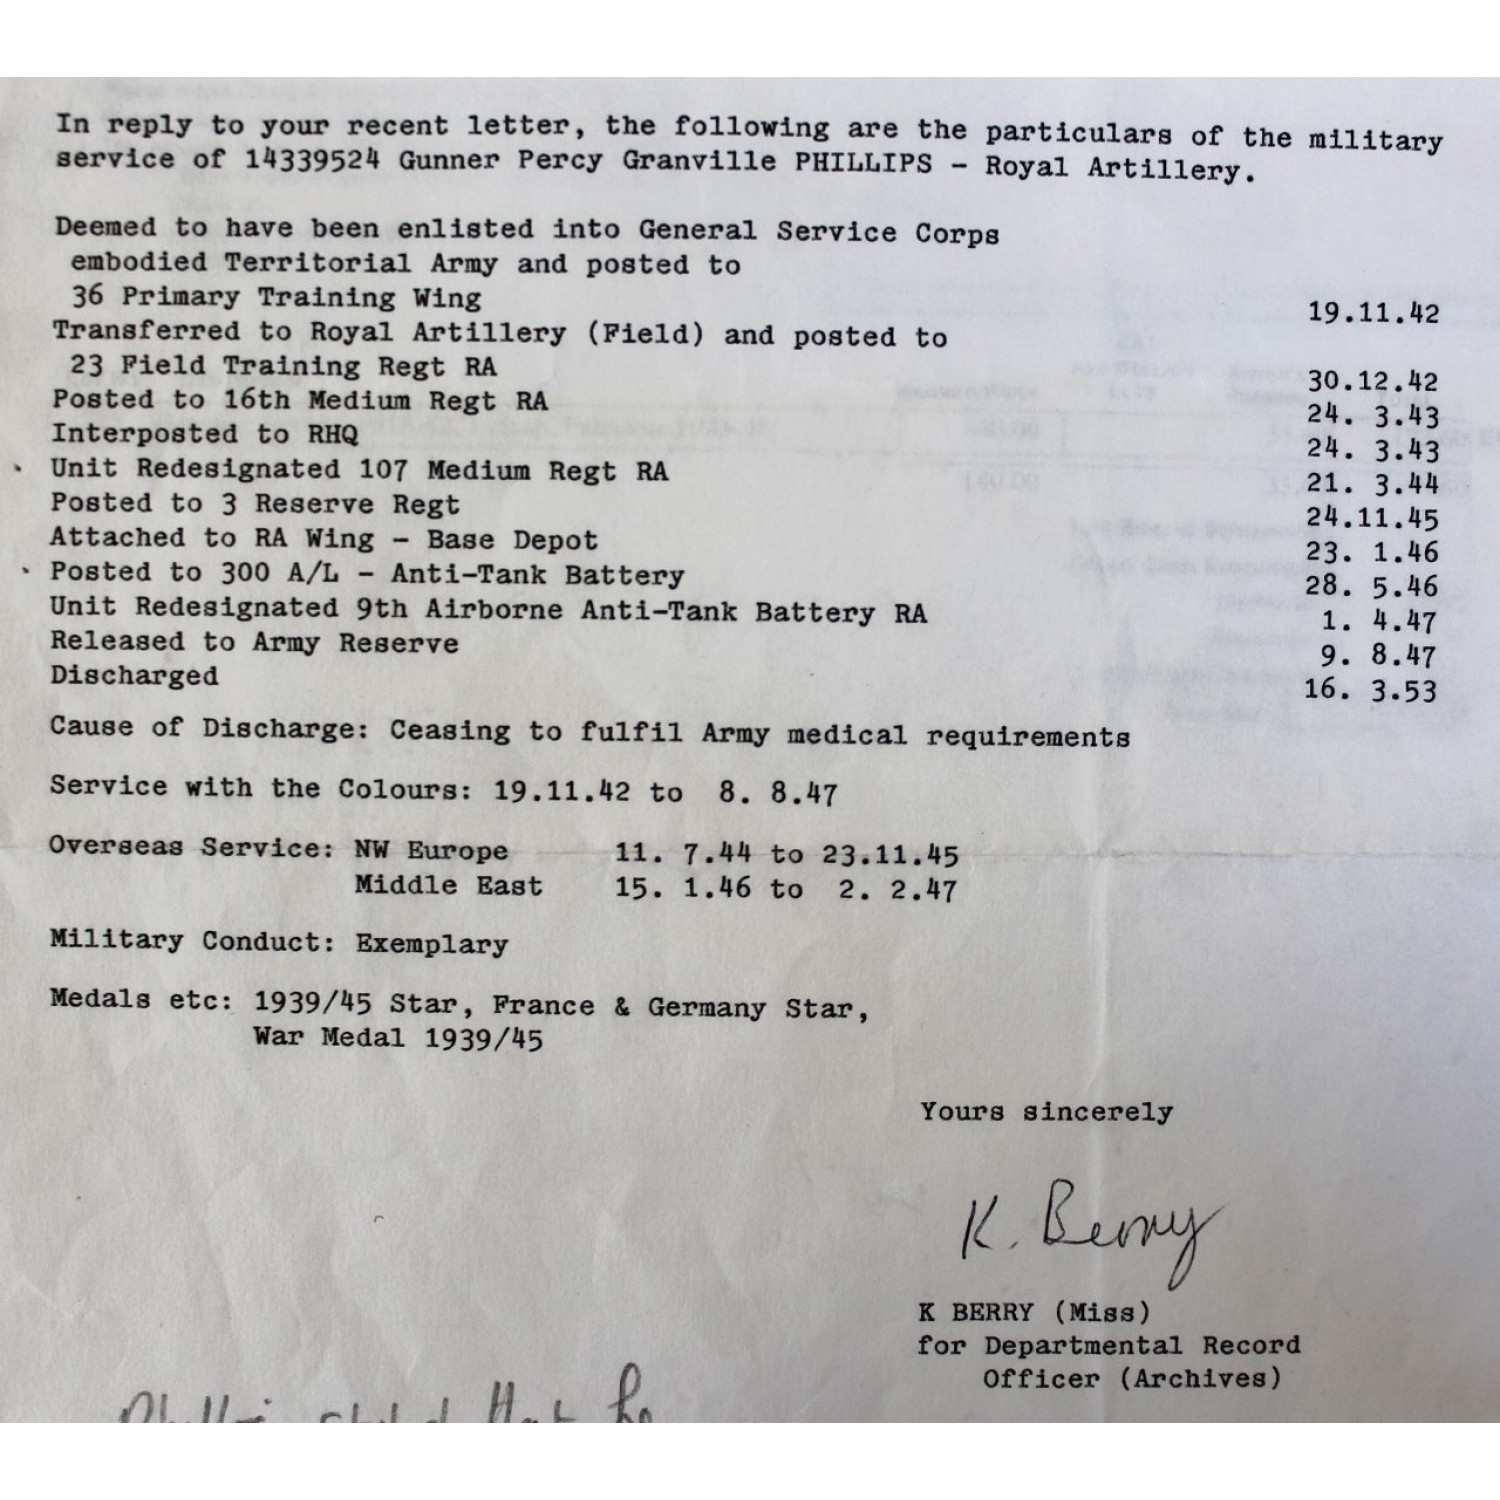 In reply to your recent letter, the following are the particulars of the military
service of 14339524 Gunner Percy Granville PHILLIPS - Royal Artillery.
Deemed to have been enlisted into General Service Corps
embodied Territorial Army and posted to
36 Primary Training Wing 19.11.42
Transferred to Royal Artillery (Field) and posted to
23 Field Training Regt RA 30.12.42
Posted to 16th Medium Regt RA 24. 3.43
Interposted to RHQ 24. 3.43
Unit Redesignated 107 Medium Regt RA 21. 3.44
Posted to 3 Reserve Regt 24.11.45
Attached to RA Wing - Base Depot 23. 1.46
Posted to 300 A/L - Anti-Tank Battery 28. 5.46
Unit Redesignated 9th Airborne Anti-Tank Battery RA 1. 4.47
Released to Army Reserve 9. 8.47
Discharged 16. 3.53
Cause of Discharge: Ceasing to fulfil Army medical requirements
Service with the Colours: 19.11.42 to 8. 8.47
Overseas Service: NW Europe 11. 7.44 to 23.11.45
Middle East 15. 1.46 to 2. 2.47
Military Conduct: Exemplary
Medals etc: 1939/45 Star, France & Germany Star,
War Medal 1939/45
Yours sincerely
K. Berry
K BERRY (Miss)
for Departmental Record
Officer (Archives)
that he